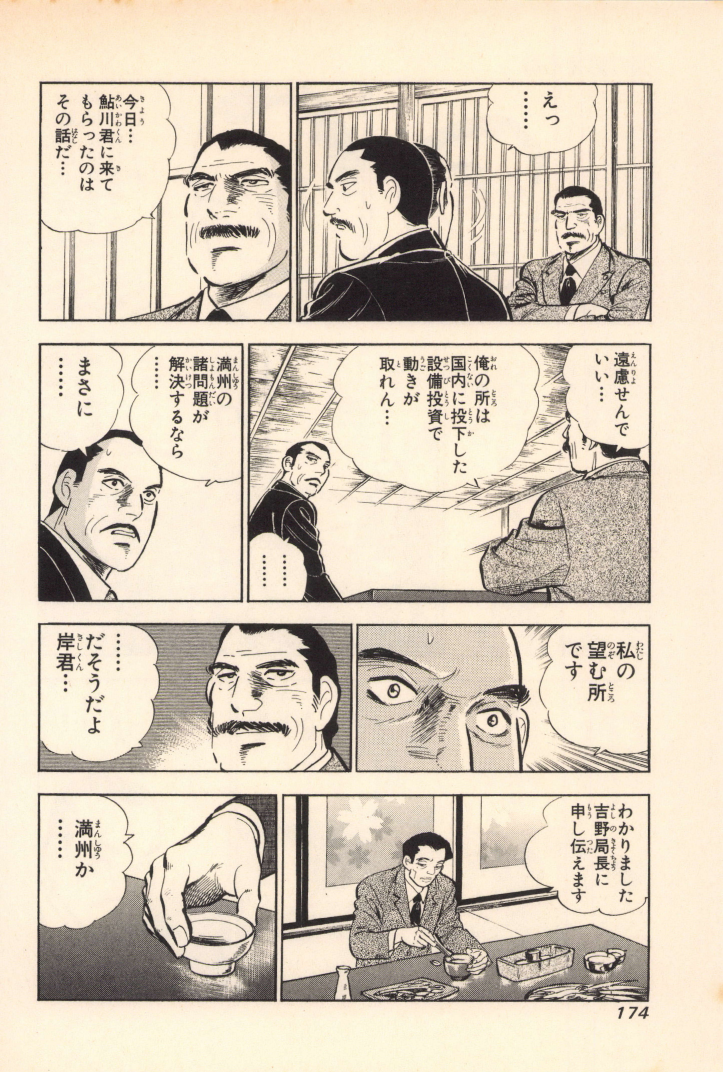 えっ
……
今日…
鮎川君に来て
もらったのは
その話だ…
遠慮せんで
いい…
俺の所は
国内に投下した
設備投資で
動きが
取れん…
……
……
満州の
諸問題が
解決するなら
……
まさに
……
私の
望む所
です
……
だそうだよ
岸君…
わかりました
吉野局長に
申し伝えます
満州か
……
174